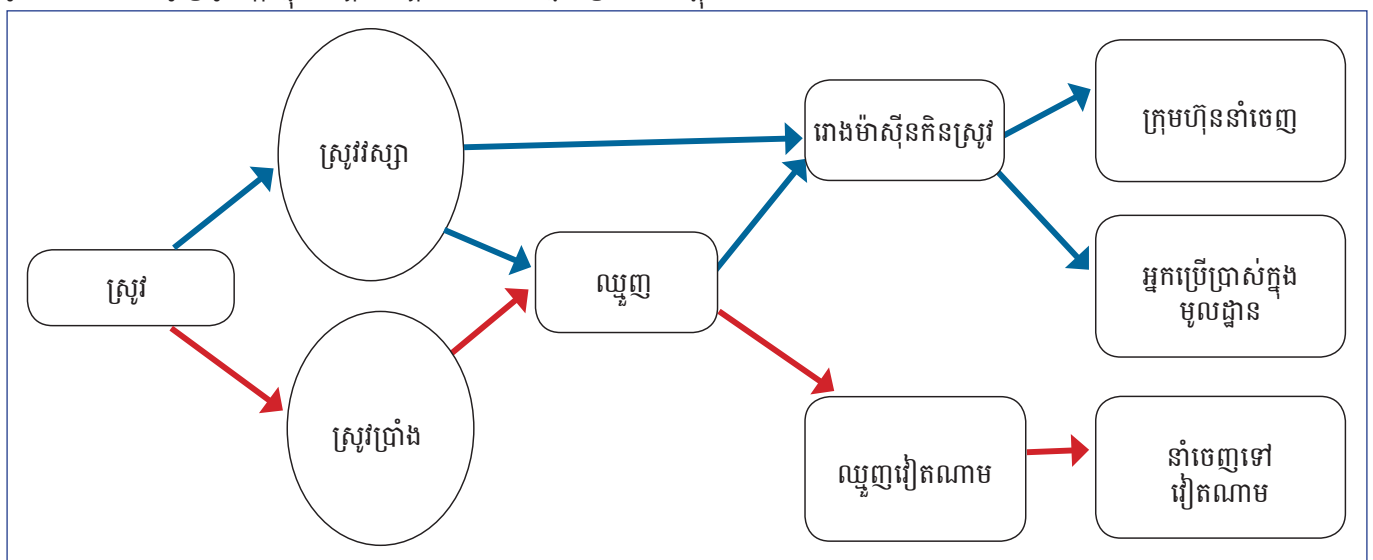 ក្រុមហ៊ុននាំចេញ
រោងម៉ាស៊ីនកិនស្រូវ
ស្រូវវស្សា
អ្នកប្រើប្រាស់ក្នុង
មូលដ្ឋាន
ស្រូវ
ឈ្មួញ
ស្រូវប្រាំង
ឈ្មួញវៀតណាម
នាំចេញទៅ
វៀតណាម